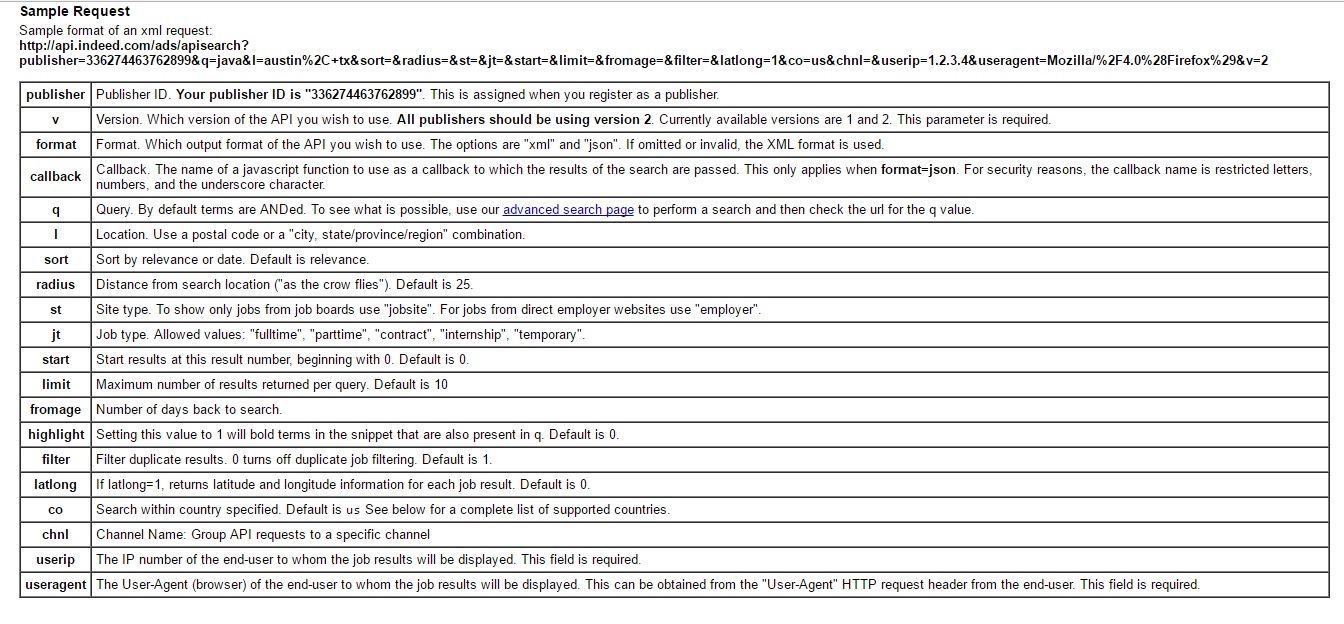 Sample Request
Sample format of an xml request:
http://api.indeed.com/ads/apisearch?
publisher=336274463762899&q=java&l=austin%2C+tx&sort=&radius=&st=&jt=&start=&limit=&fromage=&filter=&latlong=1&co=us&chnl=&userip=1.2.3.4&useragent=Mozilla/%2F4.0%28Firefox%29&v=2
publisher Publisher ID. Your publisher ID is "336274463762899". This is assigned when you register as a publisher.
v Version. Which version of the API you wish to use. All publishers should be using version 2. Currently available versions are 1 and 2. This parameter is required.
format Format. Which output format of the API you wish to use. The options are "xml" and "json". If omitted or invalid, the XML format is used.
callback Callback. The name of a javascript function to use as a callback to which the results of the search are passed. This only applies when format=json. For security reasons, the callback name is restricted letters,
numbers, and the underscore character.
q Query. By default terms are ANDed. To see what is possible, use our advanced search page to perform a search and then check the url for the q value.
l Location. Use a postal code or a "city, state/province/region" combination.
sort Sort by relevance or date. Default is relevance.
radius Distance from search location ("as the crow flies"). Default is 25.
st Site type. To show only jobs from job boards use "jobsite". For jobs from direct employer websites use "employer".
jt Job type. Allowed values: "fulltime", "parttime", "contract", "internship", "temporary".
start Start results at this result number, beginning with 0. Default is 0.
limit Maximum number of results returned per query. Default is 10
fromage Number of days back to search.
highlight Setting this value to 1 will bold terms in the snippet that are also present in q. Default is 0.
filter Filter duplicate results. 0 turns off duplicate job filtering. Default is 1.
latlong If latlong=1, returns latitude and longitude information for each job result. Default is 0.
co Search within country specified. Default is us See below for a complete list of supported countries.
chnl Channel Name: Group API requests to a specific channel
userip The IP number of the end-user to whom the job results will be displayed. This field is required.
useragent The User-Agent (browser) of the end-user to whom the job results will be displayed. This can be obtained from the "User-Agent" HTTP request header from the end-user. This field is required.